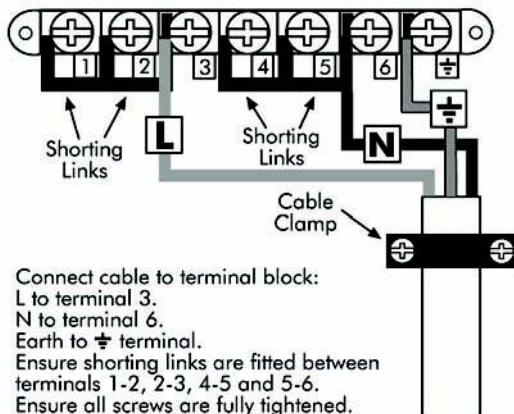 1 2 3 4 5 6 ⏚
L N ⏚
Shorting
Links
Shorting
Links
Cable
Clamp
Connect cable to terminal block:
L to terminal 3.
N to terminal 6.
Earth to ⏚ terminal.
Ensure shorting links are fitted between
terminals 1-2, 2-3, 4-5 and 5-6.
Ensure all screws are fully tightened.